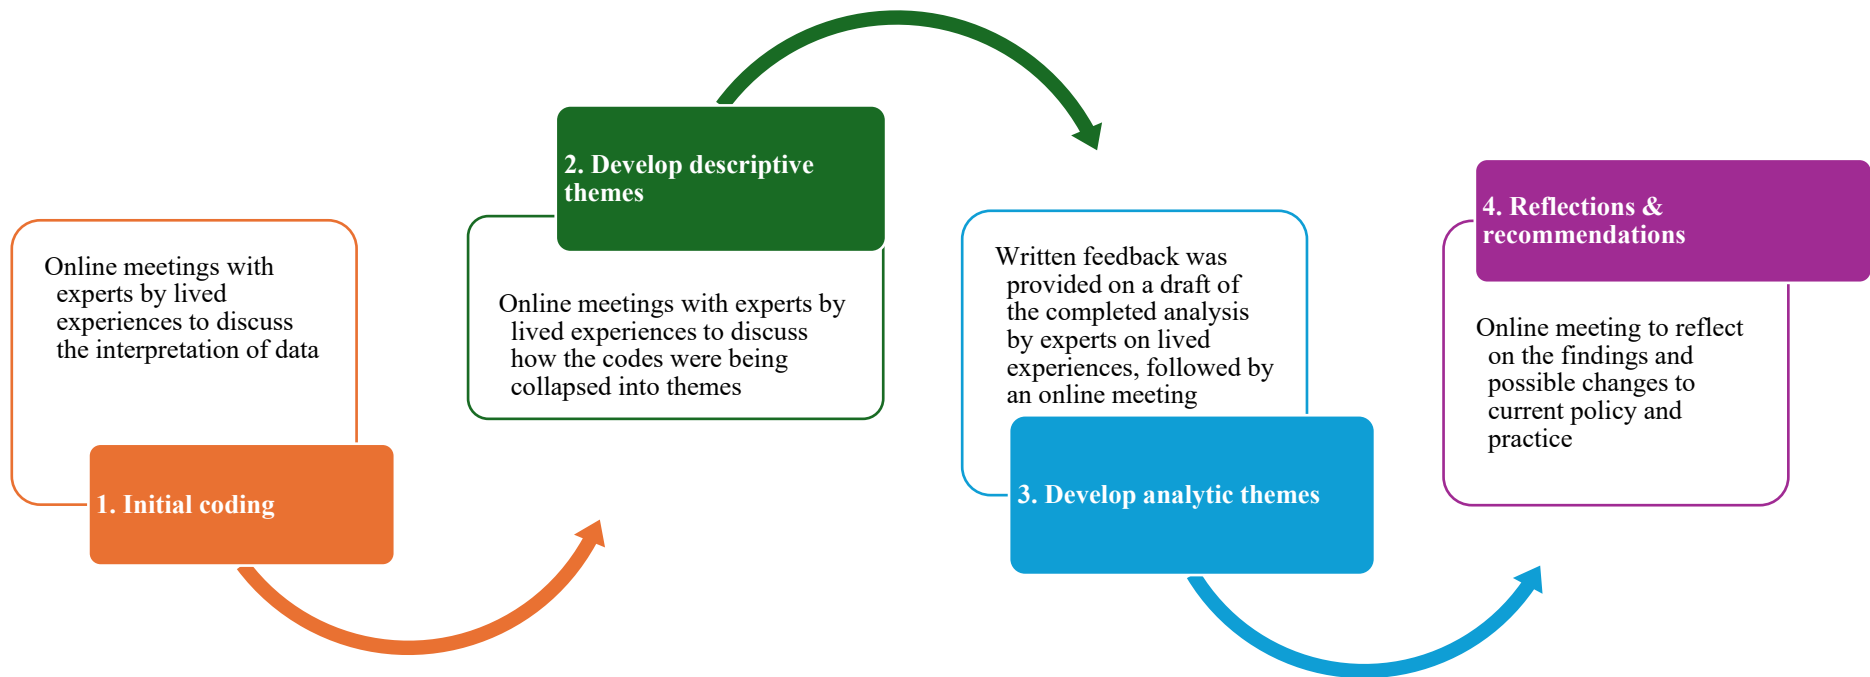 Online meetings with
experts by lived
experiences to discuss
the interpretation of data
1. Initial coding
2. Develop descriptive
themes
Online meetings with experts by
lived experiences to discuss
how the codes were being
collapsed into themes
Written feedback was
provided on a draft of
the completed analysis
by experts on lived
experiences, followed by
an online meeting
3. Develop analytic themes
4. Reflections &
recommendations
Online meeting to reflect
on the findings and
possible changes to
current policy and
practice